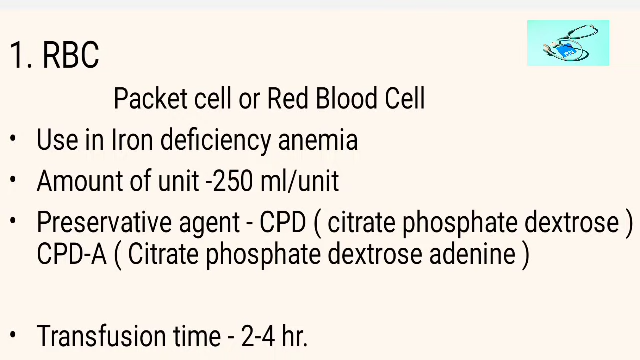 1. RBC
Packet cell or Red Blood Cell
• Use in Iron deficiency anemia
• Amount of unit -250 ml/unit
• Preservative agent - CPD ( citrate phosphate dextrose )
CPD-A ( Citrate phosphate dextrose adenine )
• Transfusion time - 2-4 hr.